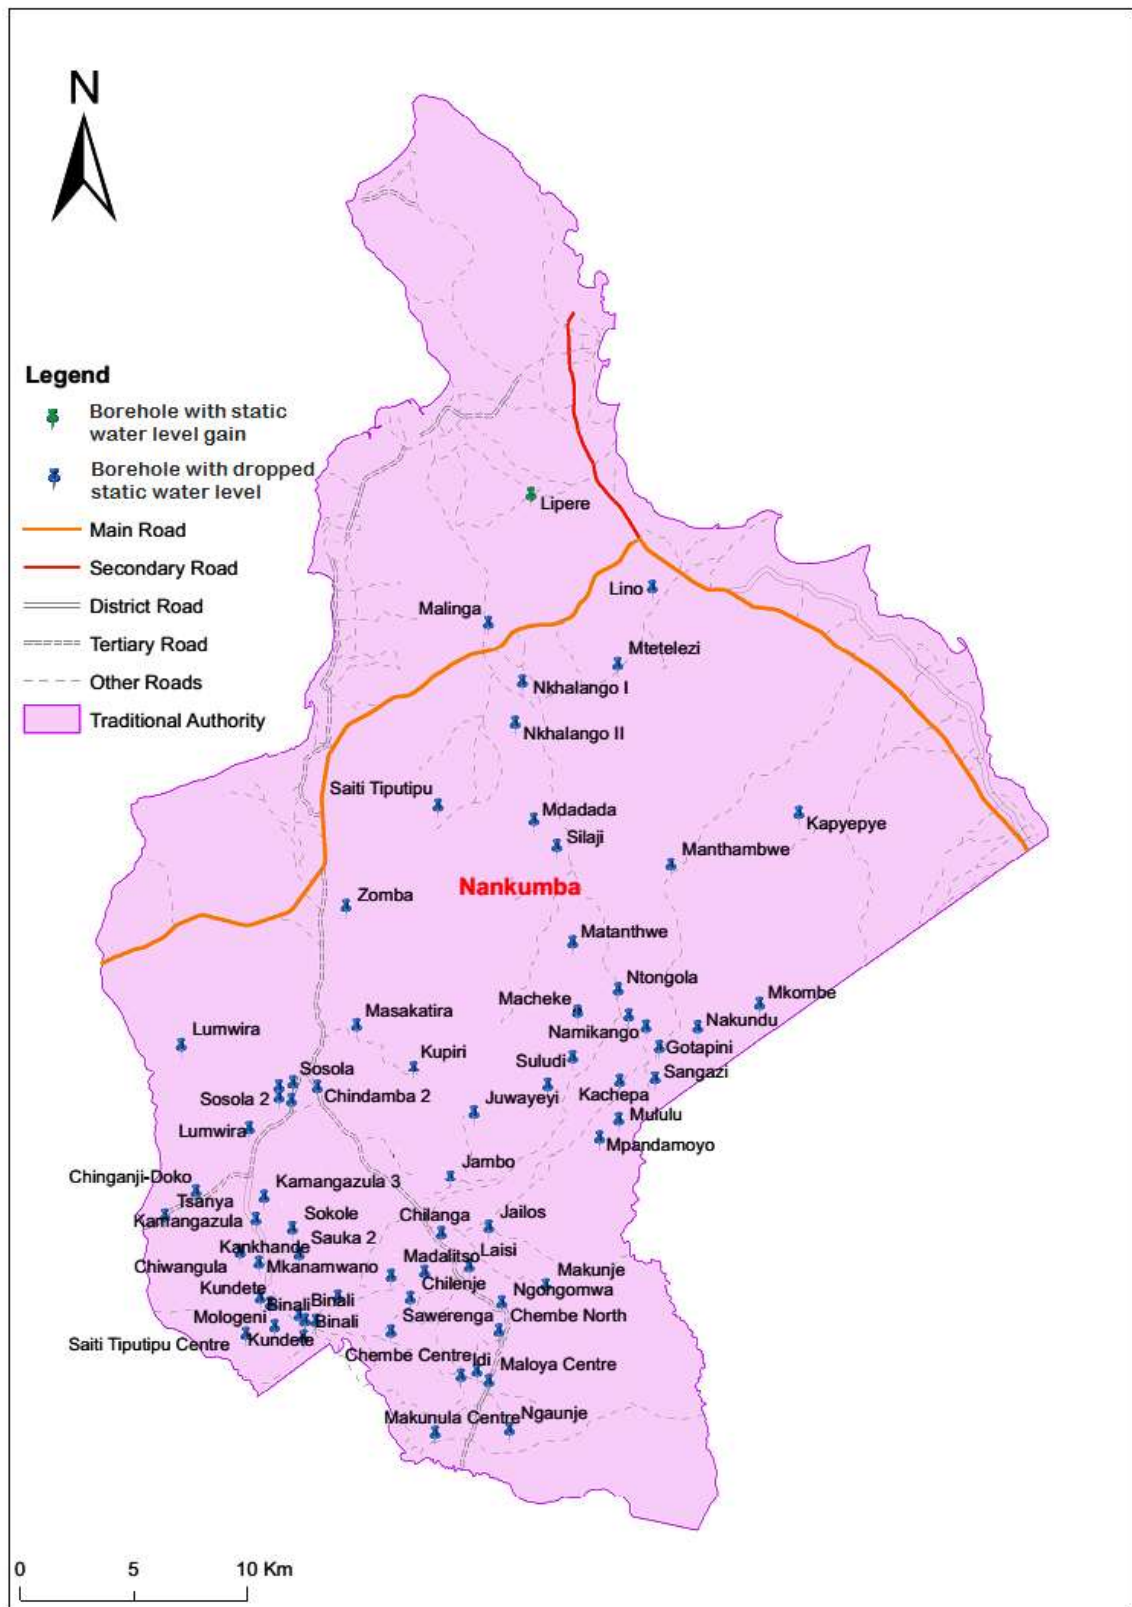 N
Legend
Borehole with static
water level gain
Borehole with dropped
static water level
Main Road
Secondary Road
District Road
Tertiary Road
Other Roads
Traditional Authority
Lipere
Lino
Malinga
Mtetelezi
Nkhalango I
Nkhalango II
Saiti Tiputipu
Mdadada
Kapyepye
Silaji
Manthambwe
Nankumba
Zomba
Matanthwe
Ntongola
Mkombe
Macheke
Masakatira
Lumwira
Namikango
Nakundu
Gotapini
Kupiri
Suludi
Sosola
Sangazi
Sosola 2
Chindamba 2
Juwayeyi
Kachepa
Mululu
Lumwira
Mpandamoyo
Jambo
Chinganji-Doko
Kamangazula 3
Tsanya
Kamangazula
Sokole
Chilanga
Jailos
Sauka 2
Kankhande
Laisi
Madalitso
Chiwangula
Mkanamwano
Makunje
Chilenje
Kundete
Ngongomwa
Binali
Binali
Mologeni
Binali
Sawerenga
Chembe North
Saiti Tiputipu Centre
Kundete
Chembe Centre
Idi
Maloya Centre
Makunula Centre
Ngaunje
0
5
10 Km